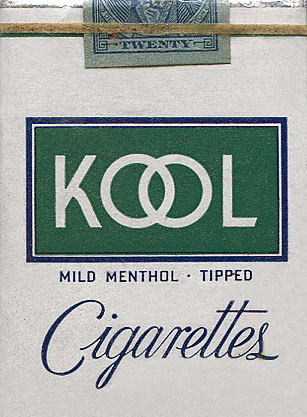 TWENTY
KOOL
MILD MENTHOL · TIPPED
Cigarettes